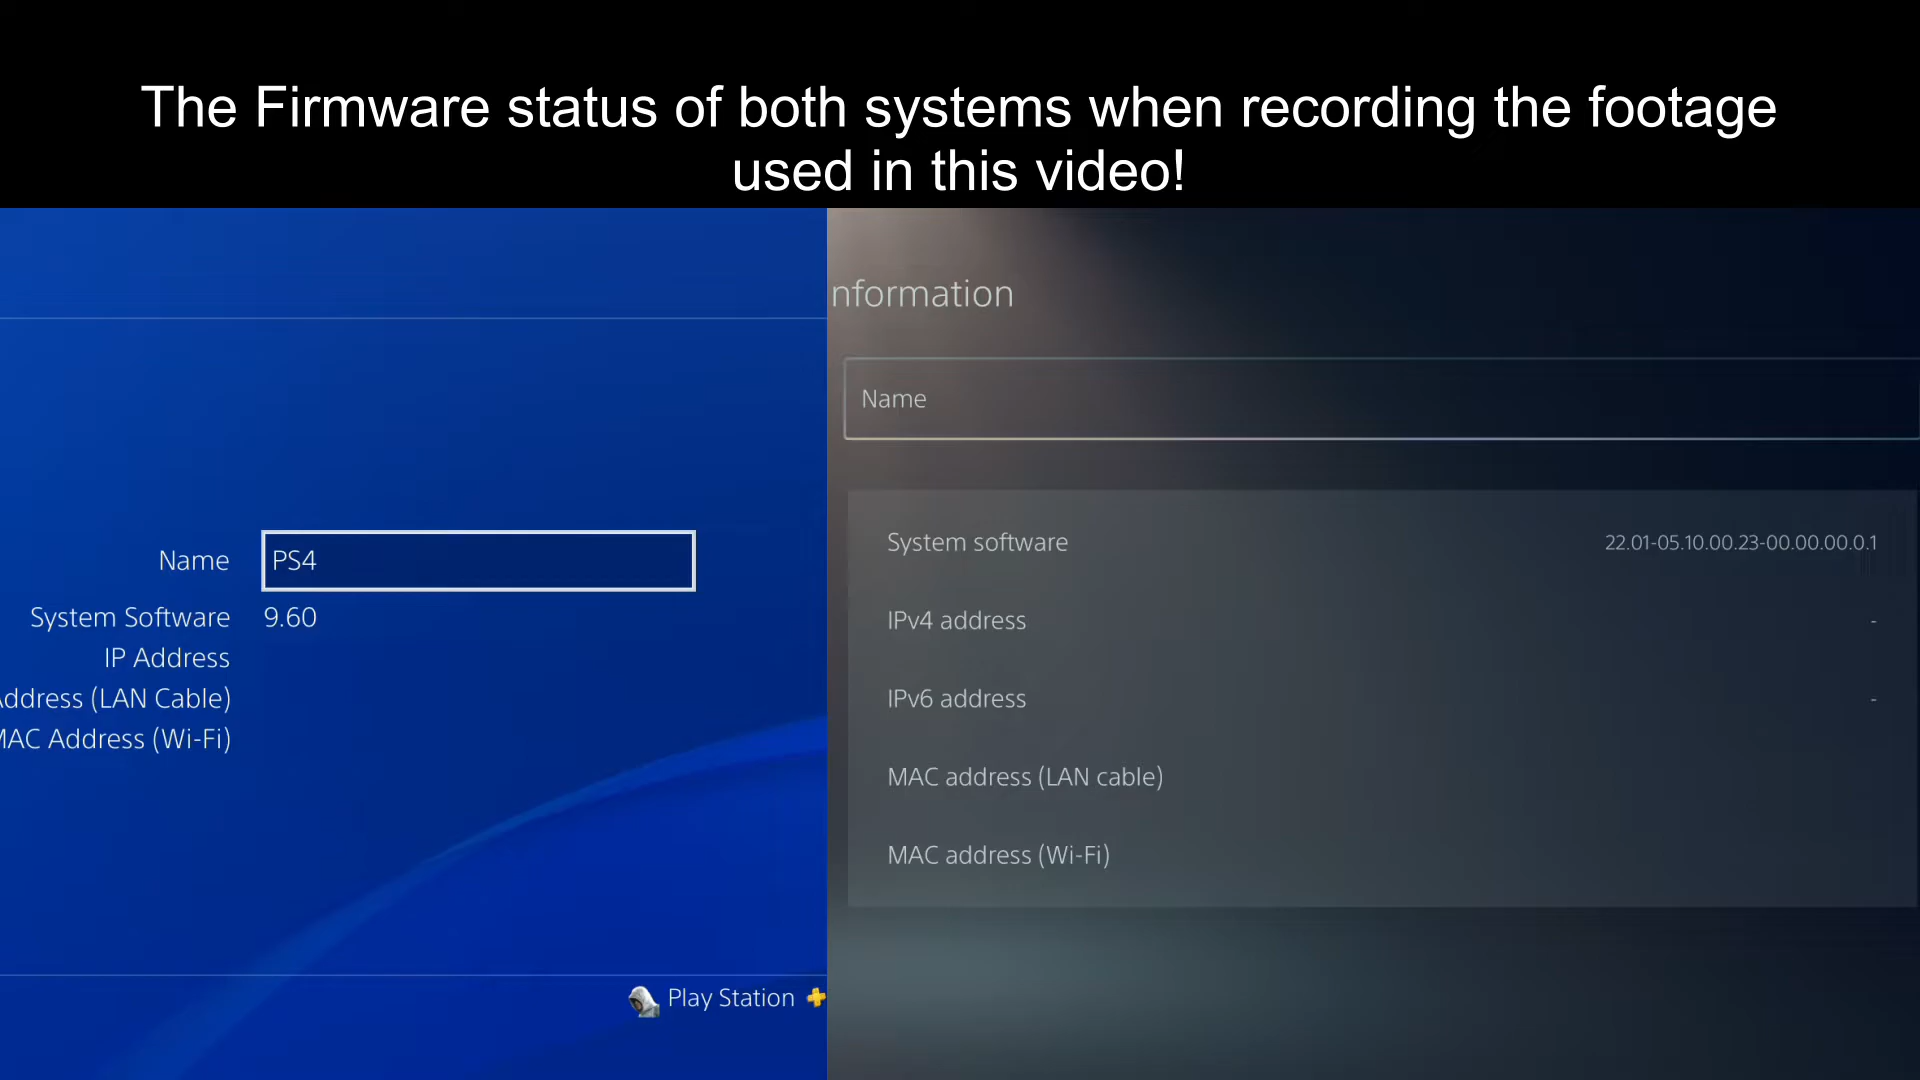 The Firmware status of both systems when recording the footage
used in this video!
Name PS4
System Software 9.60
IP Address
Address (LAN Cable)
MAC Address (Wi-Fi)
Play Station
nformation
Name
System software 22.01-05.10.00.23-00.00.00.0.1
IPv4 address -
IPv6 address -
MAC address (LAN cable)
MAC address (Wi-Fi)